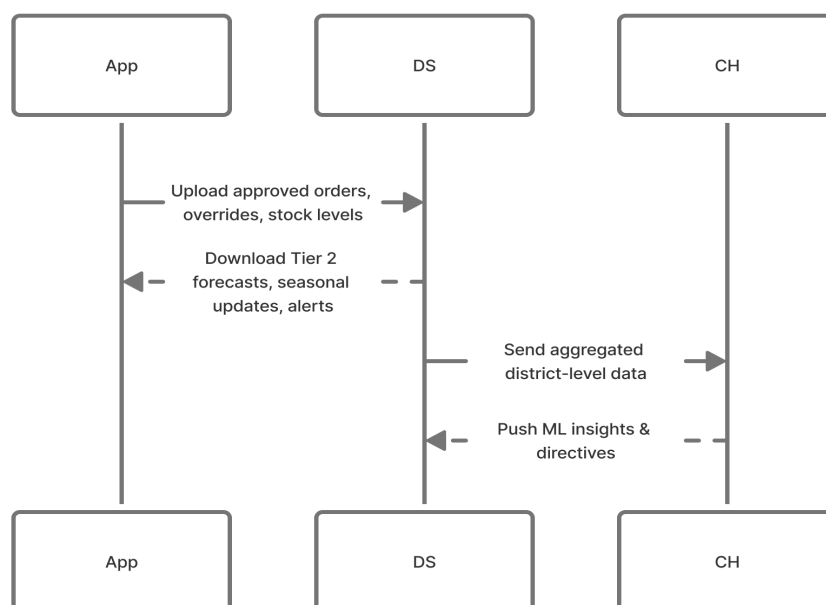 App
DS
CH
Upload approved orders,
overrides, stock levels
Download Tier 2
forecasts, seasonal
updates, alerts
Send aggregated
district-level data
Push ML insights &
directives
App
DS
CH